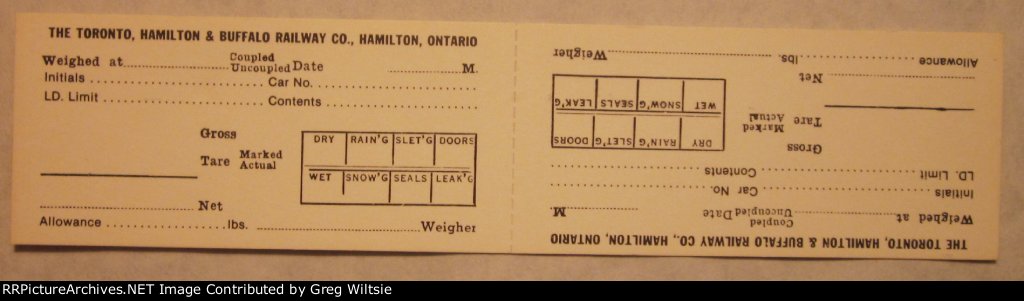 THE TORONTO, HAMILTON & BUFFALO RAILWAY CO., HAMILTON, ONTARIO
Weighed at Coupled Uncoupled Date M.
Initials Car No.
LD. Limit Contents
Gross
Tare Marked Actual
DRY RAIN'G SLET'G DOORS
WET SNOW'G SEALS LEAK'G
Net
Allowance lbs. Weigher
THE TORONTO, HAMILTON & BUFFALO RAILWAY CO., HAMILTON, ONTARIO
Weighed at Coupled Uncoupled Date M.
Initials Car No.
LD. Limit Contents
Gross
Tare Marked Actual
DRY RAIN'G SLET'G DOORS
WET SNOW'G SEALS LEAK'G
Net
Allowance lbs. Weigher
RRPictureArchives.NET Image Contributed by Greg Wiltsie